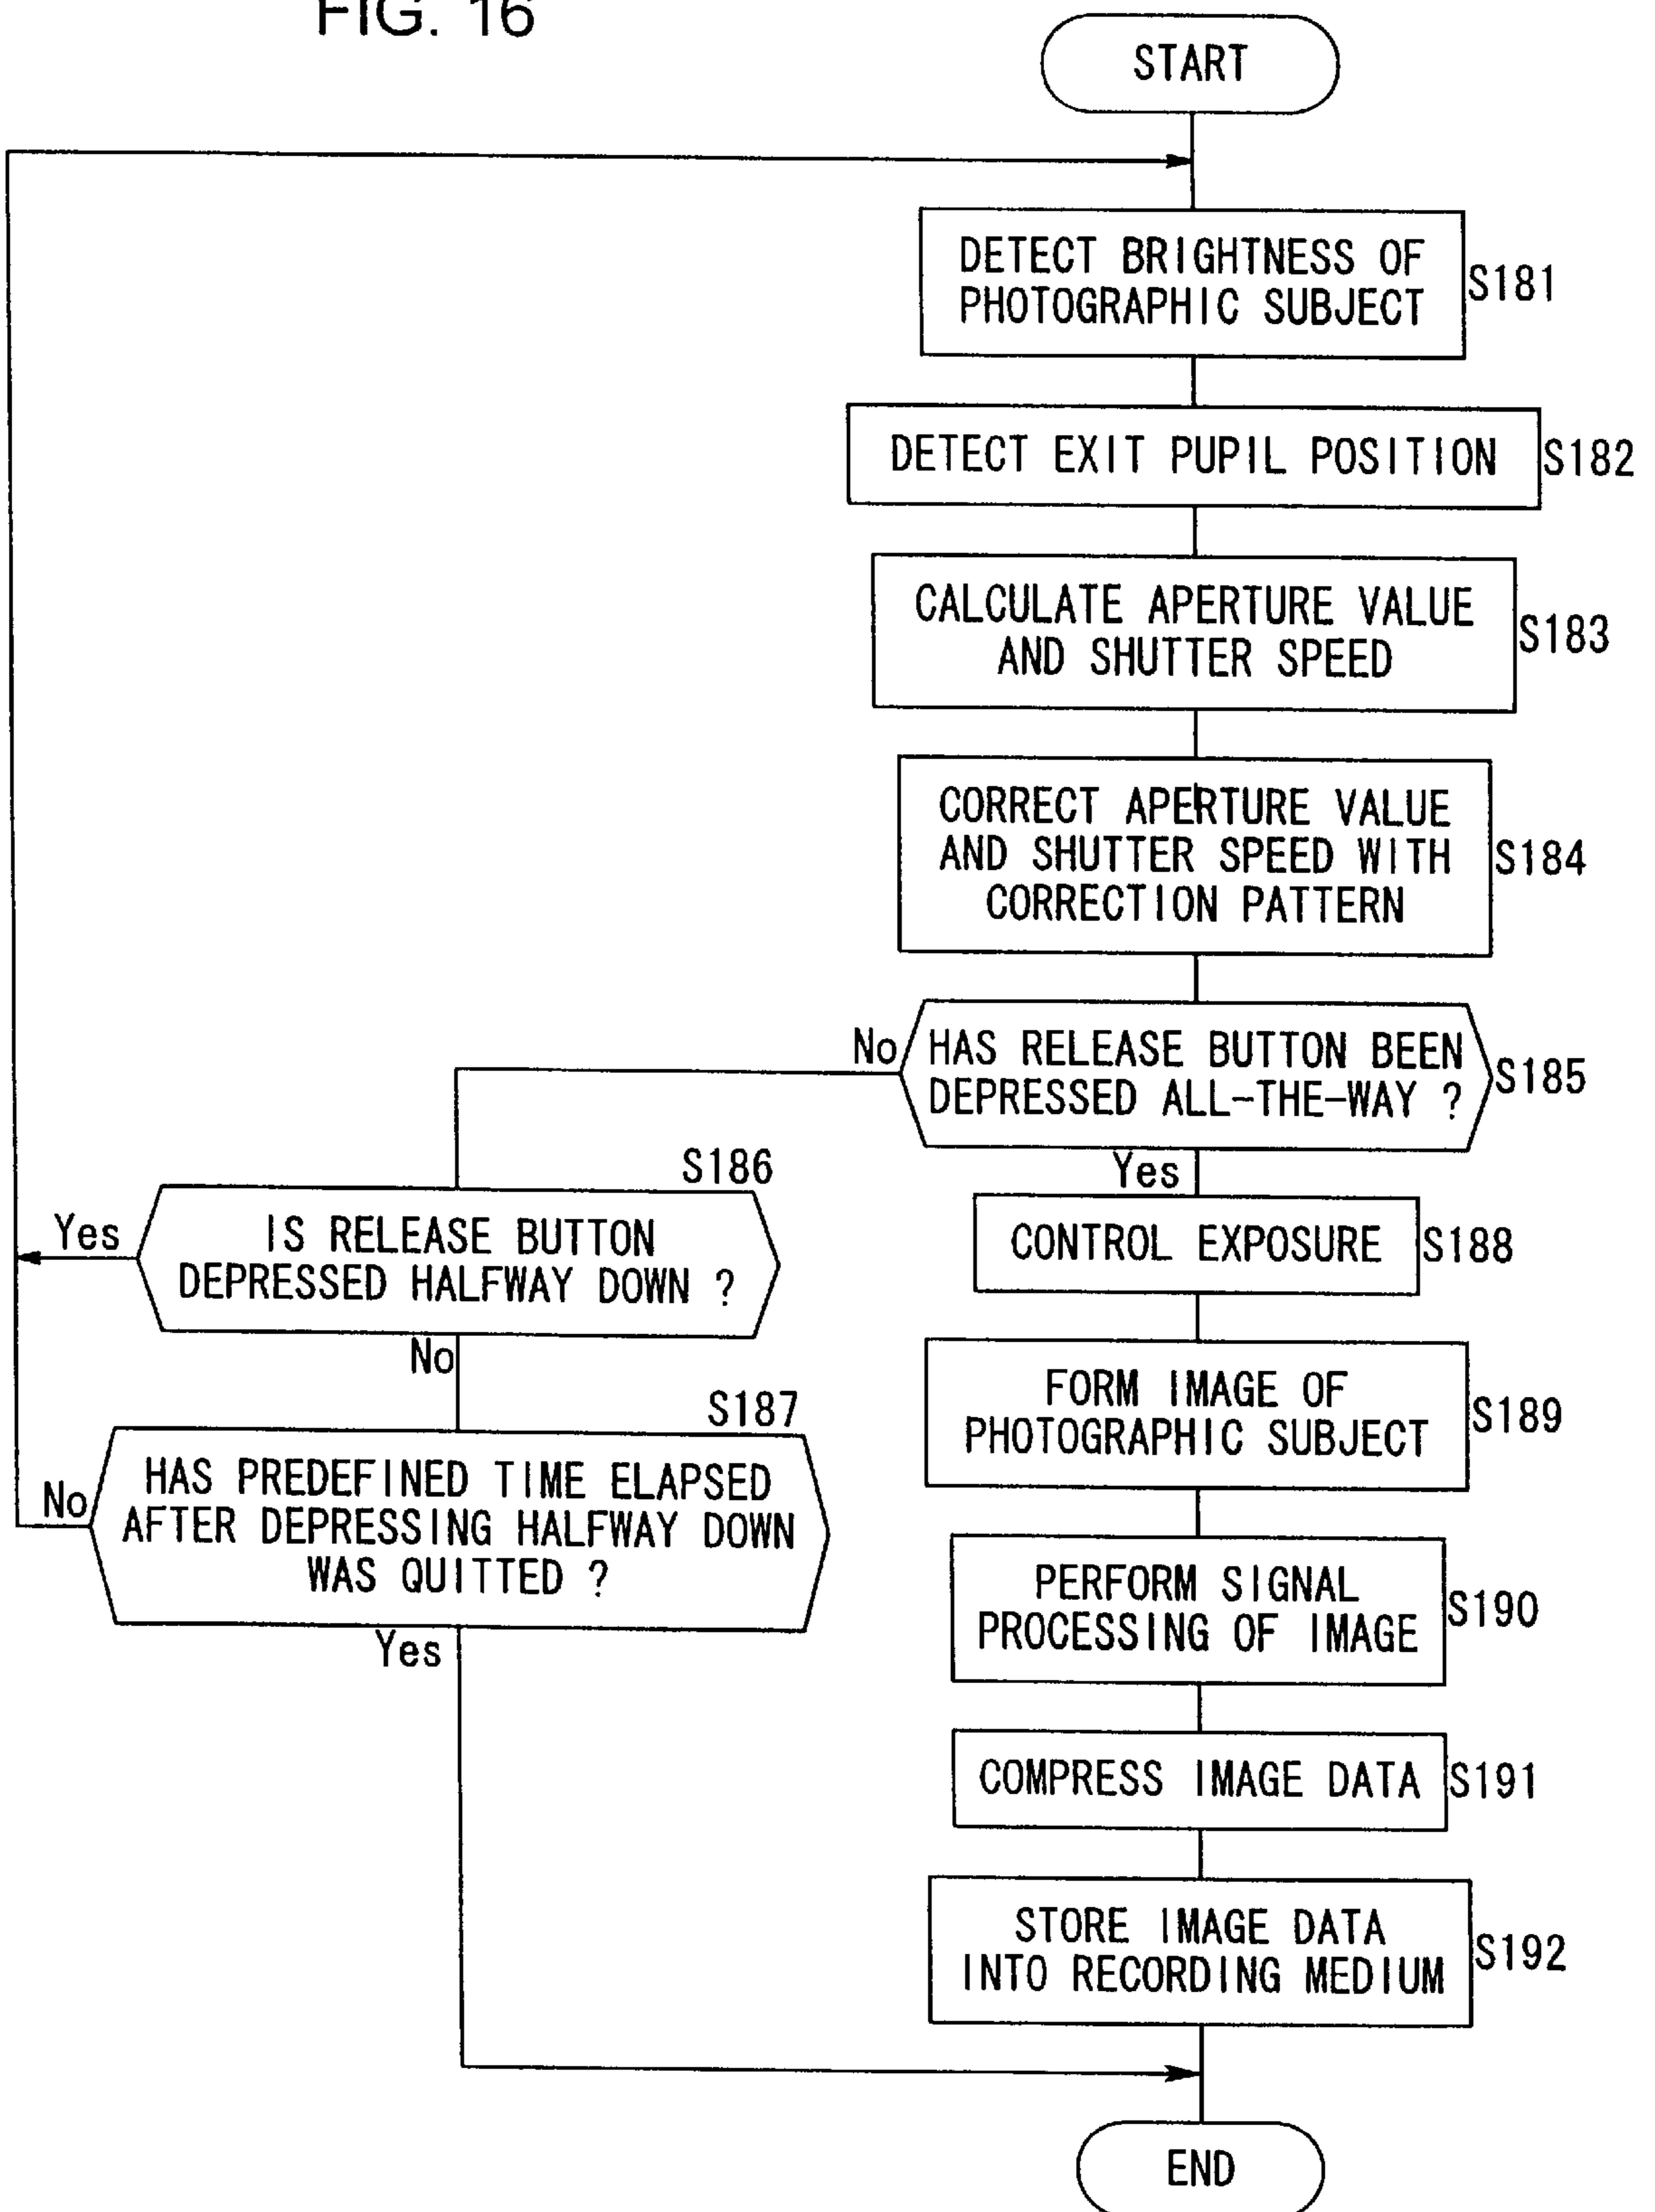 FIG. 16
START
DETECT BRIGHTNESS OF
PHOTOGRAPHIC SUBJECT
S181
DETECT EXIT PUPIL POSITION
S182
CALCULATE APERTURE VALUE
AND SHUTTER SPEED
S183
CORRECT APERTURE VALUE
AND SHUTTER SPEED WITH
CORRECTION PATTERN
S184
HAS RELEASE BUTTON BEEN
DEPRESSED ALL-THE-WAY ?
S185
No
Yes
S186
IS RELEASE BUTTON
DEPRESSED HALFWAY DOWN ?
Yes
No
S187
HAS PREDEFINED TIME ELAPSED
AFTER DEPRESSING HALFWAY DOWN
WAS QUITTED ?
No
Yes
CONTROL EXPOSURE
S188
FORM IMAGE OF
PHOTOGRAPHIC SUBJECT
S189
PERFORM SIGNAL
PROCESSING OF IMAGE
S190
COMPRESS IMAGE DATA
S191
STORE IMAGE DATA
INTO RECORDING MEDIUM
S192
END